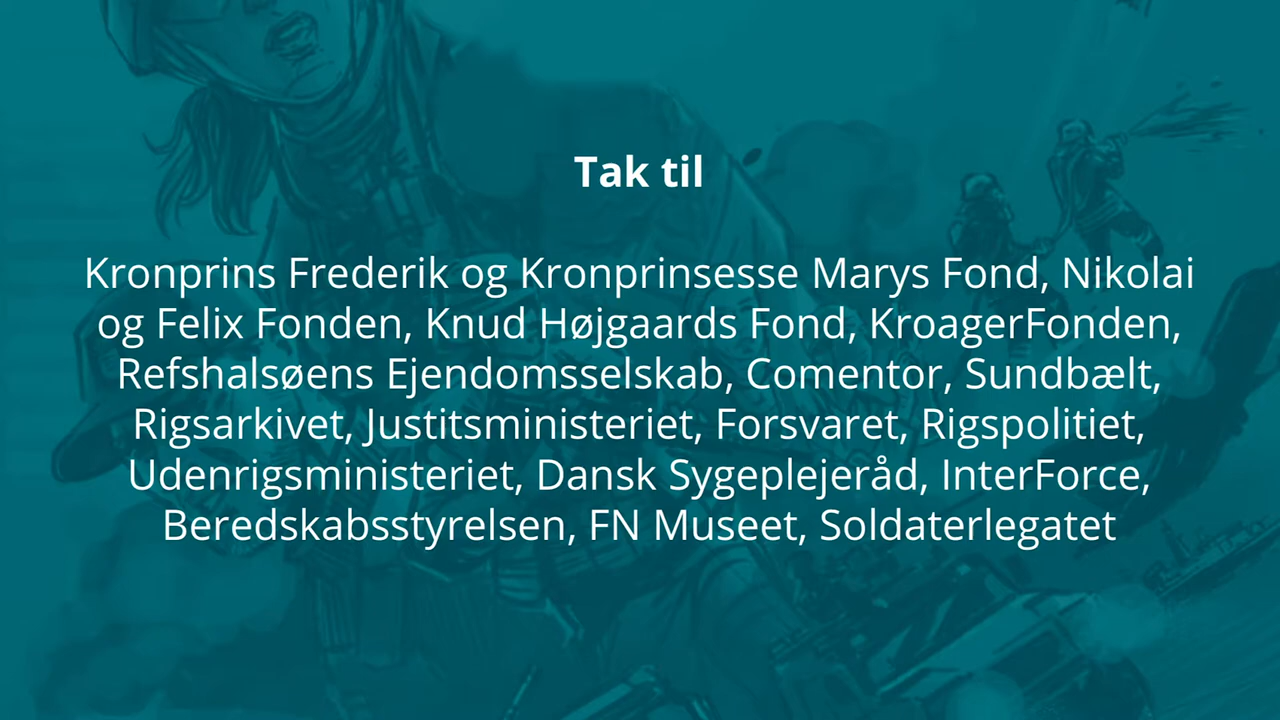 Tak til
Kronprins Frederik og Kronprinsesse Marys Fond, Nikolai
og Felix Fonden, Knud Højgaards Fond, KroagerFonden,
Refshalsøens Ejendomsselskab, Comentor, Sundbælt,
Rigsarkivet, Justitsministeriet, Forsvaret, Rigspolitiet,
Udenrigsministeriet, Dansk Sygeplejeråd, InterForce,
Beredskabsstyrelsen, FN Museet, Soldaterlegatet